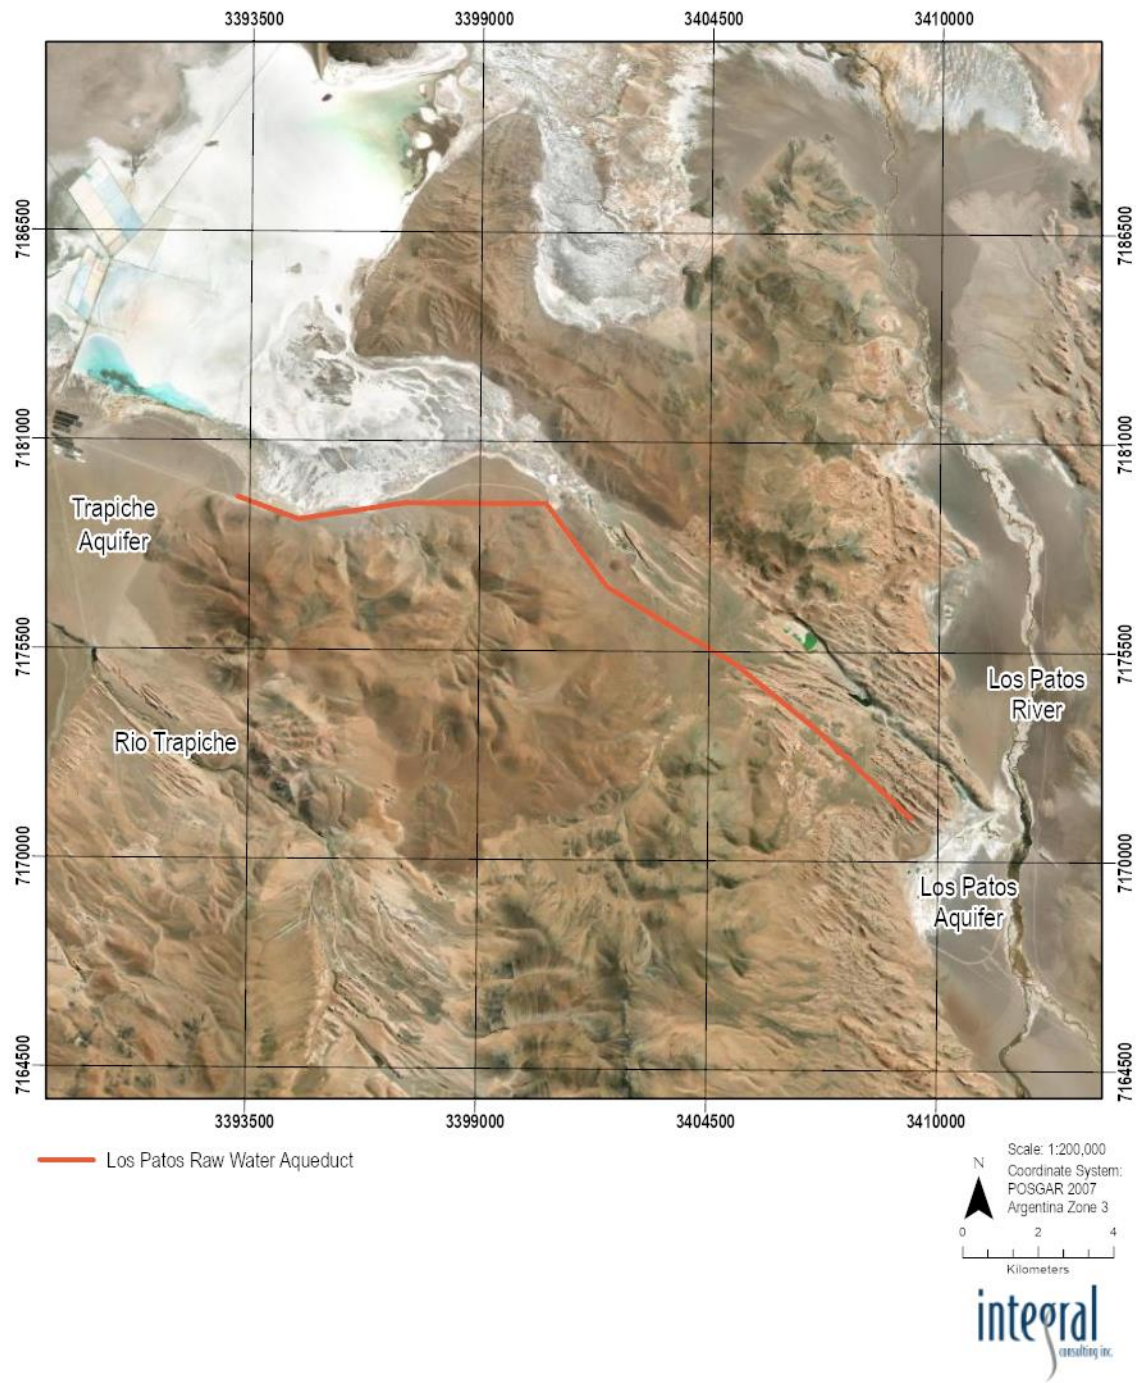 3393500 3399000 3404500 3410000
7186500 7186500
7181000 7181000
Trapiche
Aquifer
7175500 7175500
Los Patos
River
Rio Trapiche
7170000 7170000
Los Patos
Aquifer
7164500 7164500
3393500 3399000 3404500 3410000
Los Patos Raw Water Aqueduct
N
Scale: 1:200,000
Coordinate System:
POSGAR 2007
Argentina Zone 3
0 2 4
Kilometers
integral
consulting inc.